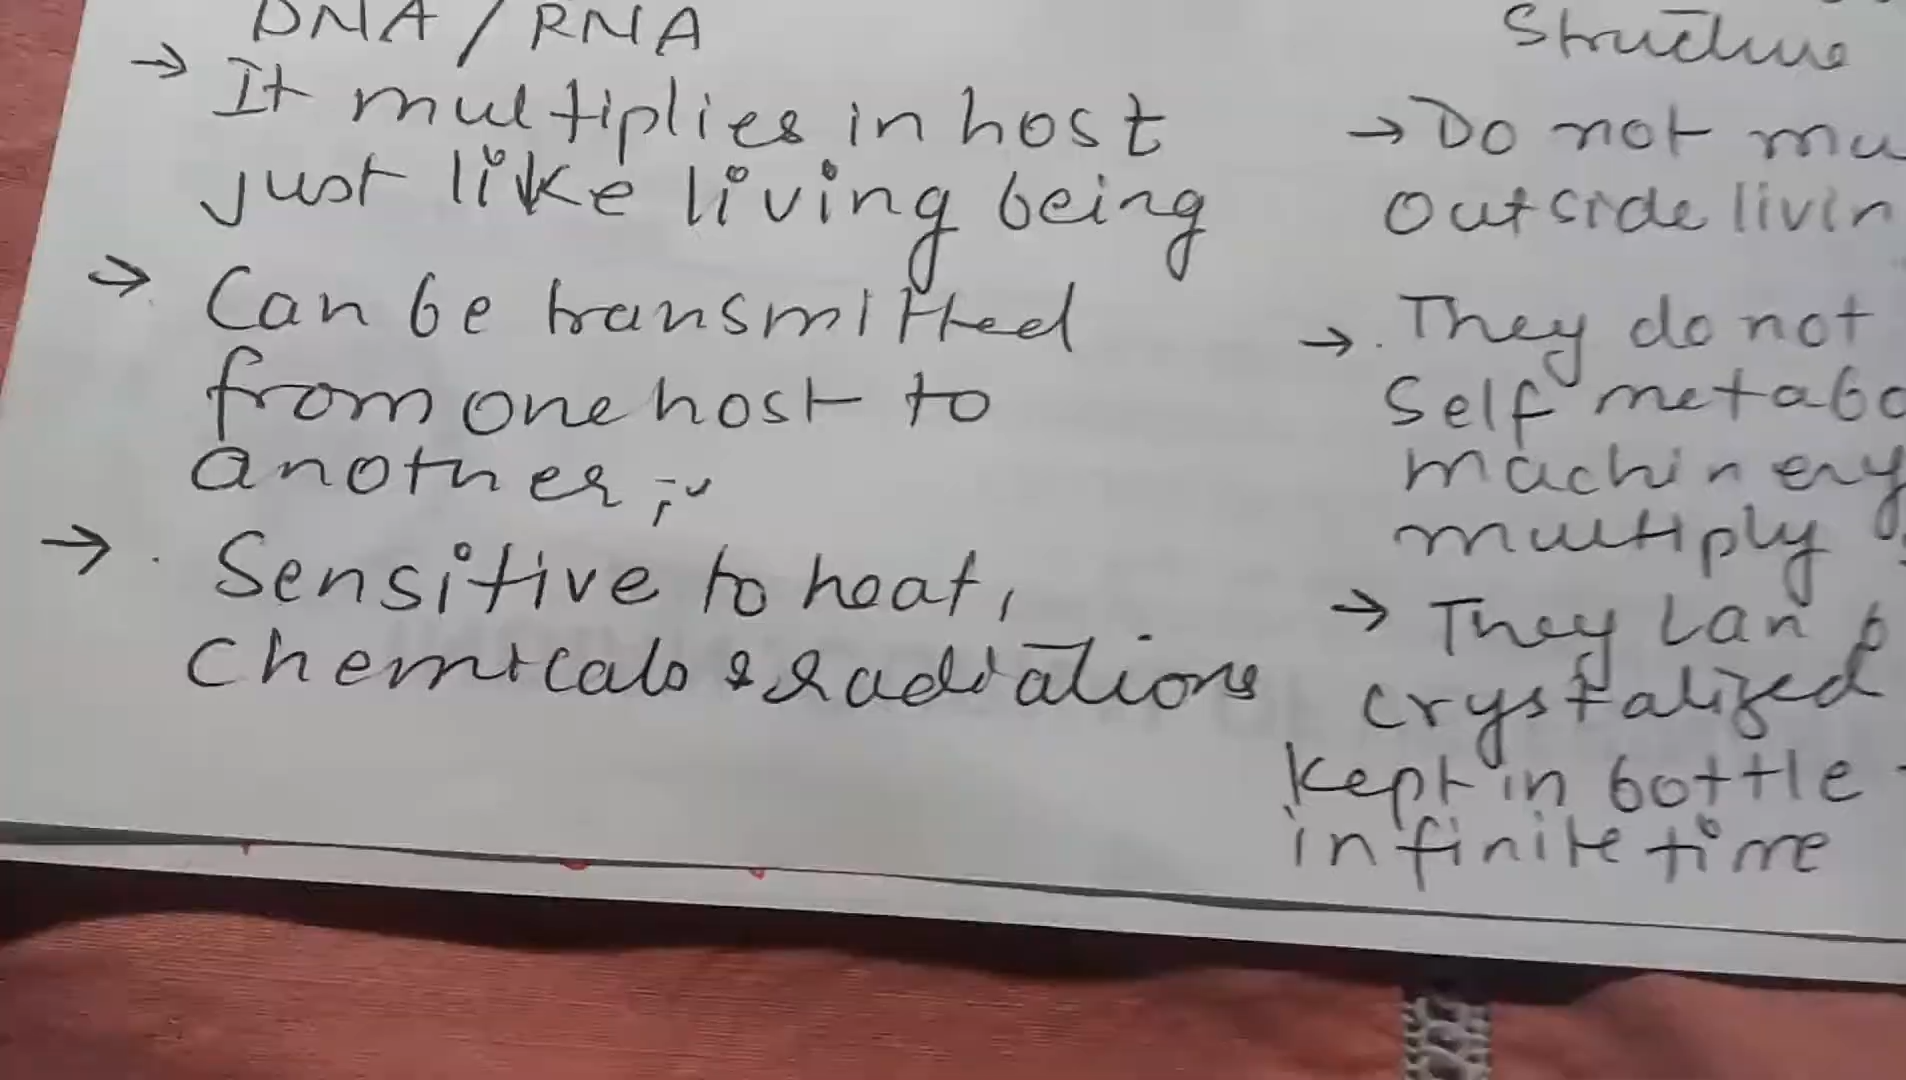 DNA / RNA
→ It multiplies in host
just like living being
→ Can be transmitted
from one host to
another ;
→ Sensitive to heat,
chemicals & radiations
Structure
→ Do not mu
outside livin
→ They do not
self metabo
machinery
multiply
→ They can b
crystalized
kept in bottle
infinite time